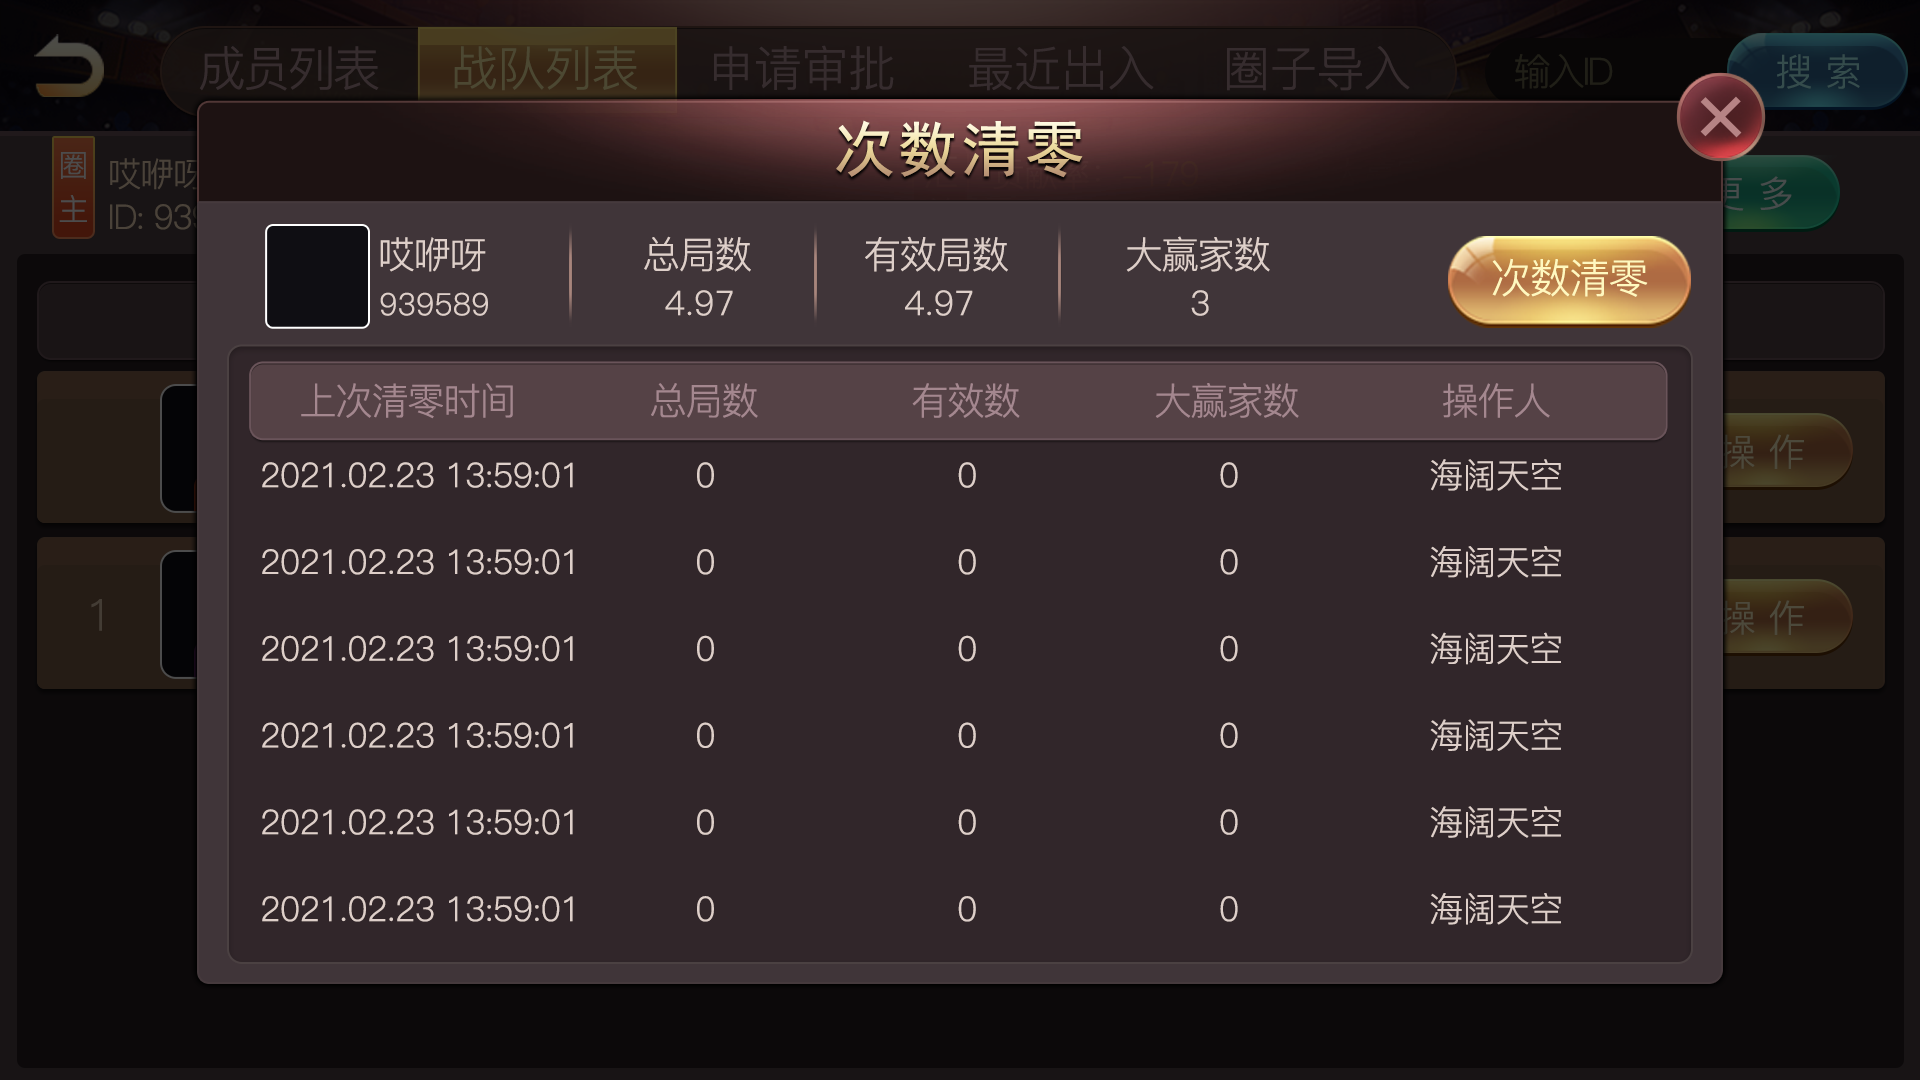 成员列表
战队列表
申请审批
最近出入
圈子导入
输入ID
搜 索
次数清零
圈主
哎咿呀
ID: 939
更 多
哎咿呀
939589
总局数
4.97
有效局数
4.97
大赢家数
3
次数清零
上次清零时间 总局数 有效数 大赢家数 操作人
2021.02.23 13:59:01 0 0 0 海阔天空
2021.02.23 13:59:01 0 0 0 海阔天空
2021.02.23 13:59:01 0 0 0 海阔天空
2021.02.23 13:59:01 0 0 0 海阔天空
2021.02.23 13:59:01 0 0 0 海阔天空
2021.02.23 13:59:01 0 0 0 海阔天空
操 作
1
操 作